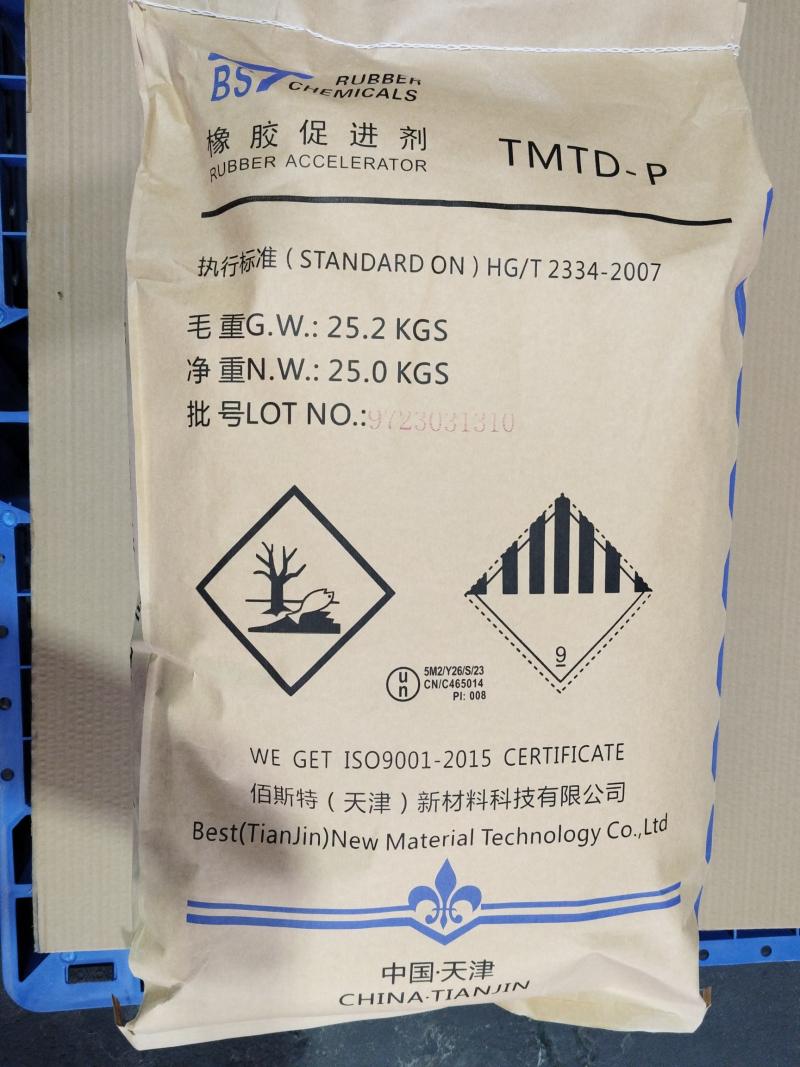 BST RUBBER
CHEMICALS
橡胶促进剂
RUBBER ACCELERATOR
TMTD-P
执行标准(STANDARD ON)HG/T 2334-2007
毛重G.W.: 25.2 KGS
净重N.W.: 25.0 KGS
批号LOT NO.:9723031310
9
un
5M2/Y26/S/23
CN/C465014
PI: 008
WE GET ISO9001-2015 CERTIFICATE
佰斯特(天津)新材料科技有限公司
Best(TianJin)New Material Technology Co.,Ltd
中国·天津
CHINA·TIANJIN